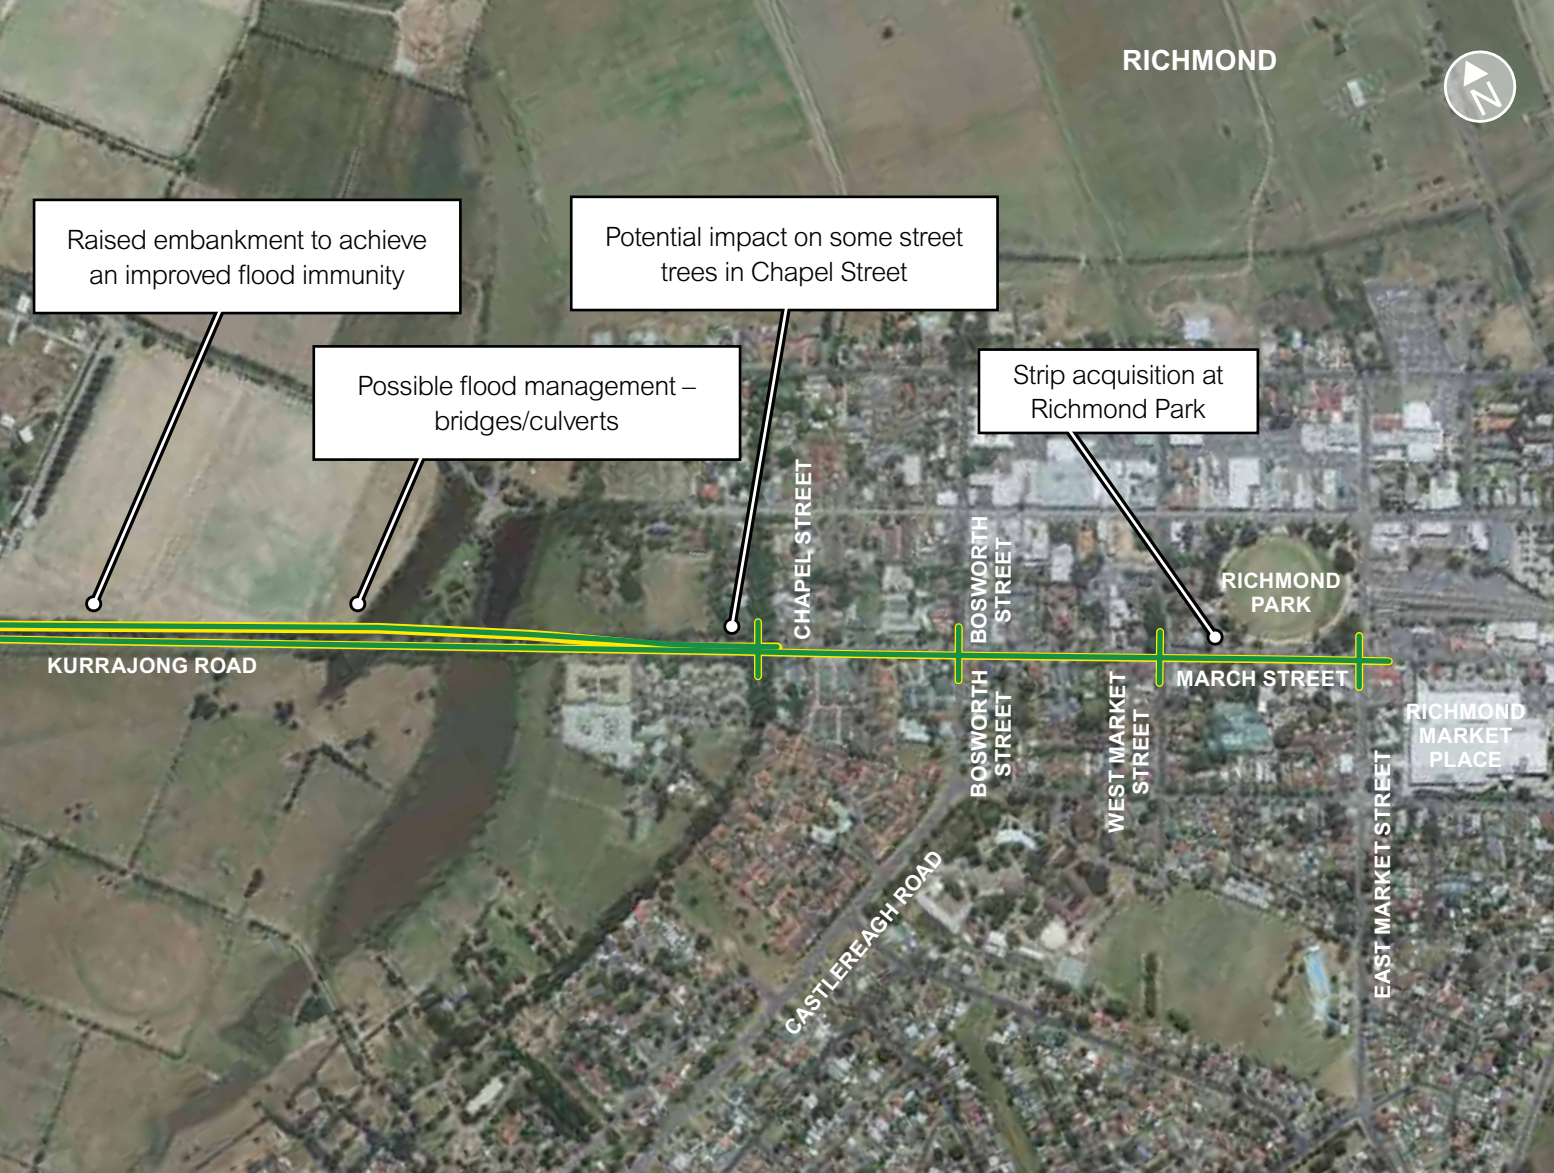 RICHMOND
N
Raised embankment to achieve
an improved flood immunity
Potential impact on some street
trees in Chapel Street
Possible flood management –
bridges/culverts
Strip acquisition at
Richmond Park
CHAPEL STREET
BOSWORTH
STREET
RICHMOND
PARK
KURRAJONG ROAD
MARCH STREET
BOSWORTH
STREET
WEST MARKET
STREET
RICHMOND
MARKET
PLACE
EAST MARKET STREET
CASTLEREAGH ROAD